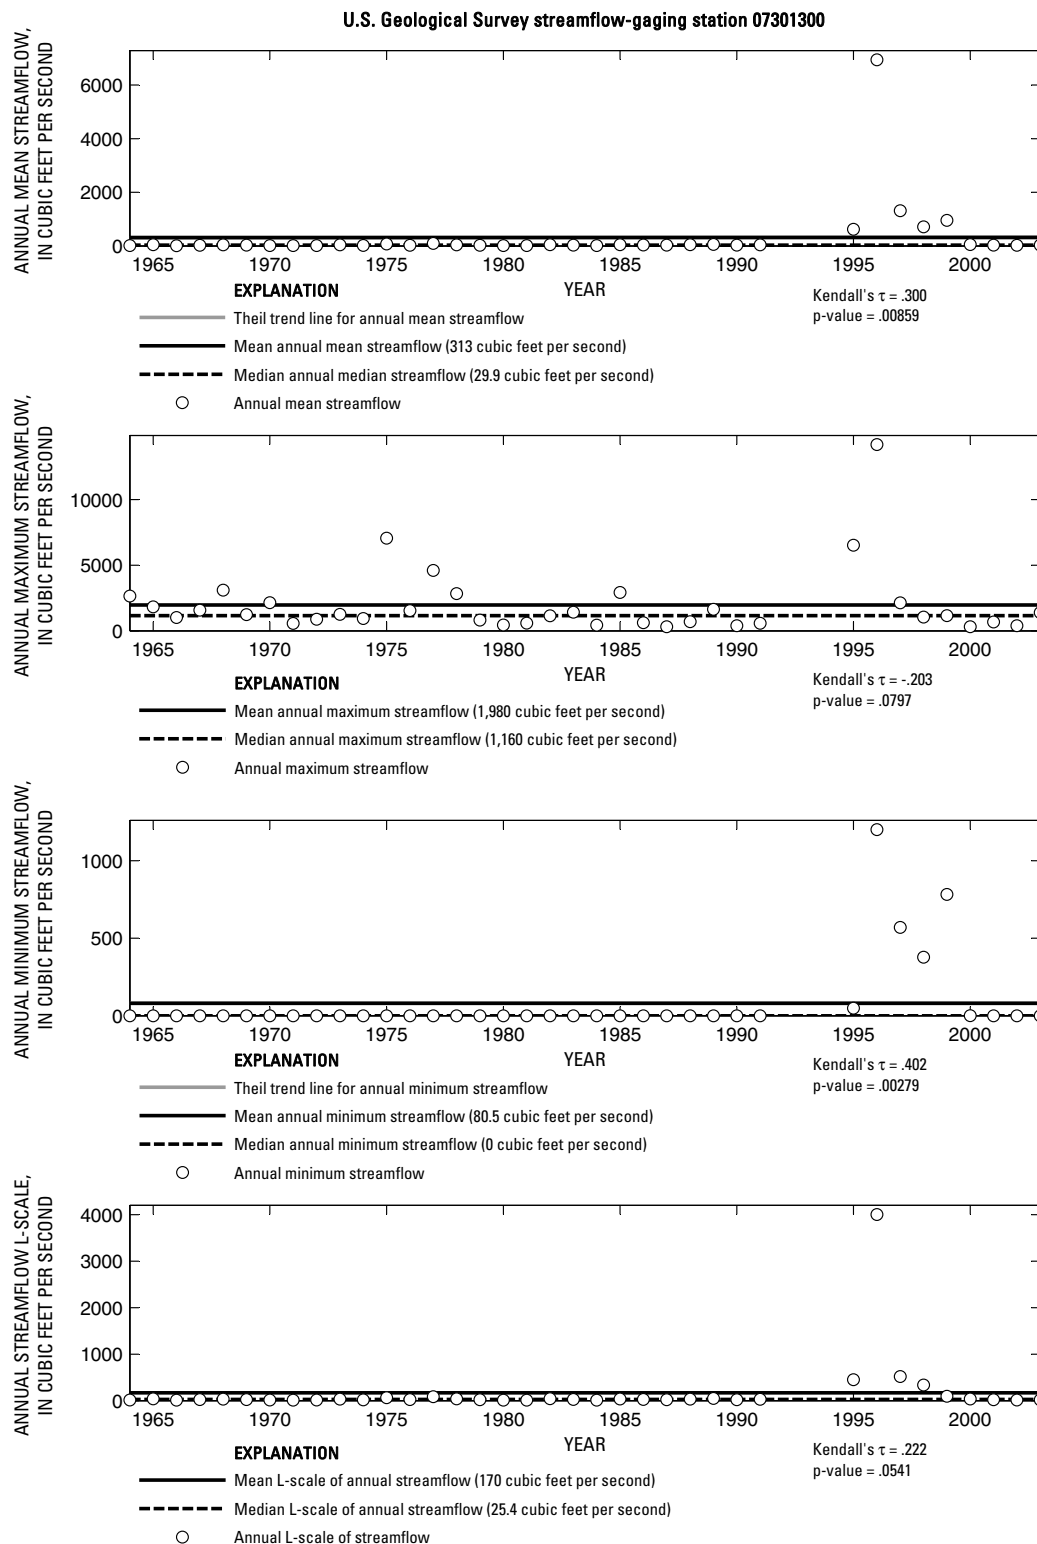 U.S. Geological Survey streamflow-gaging station 07301300
ANNUAL MEAN STREAMFLOW,
IN CUBIC FEET PER SECOND
6000
4000
2000
0
1965 1970 1975 1980 1985 1990 1995 2000
YEAR
EXPLANATION
Theil trend line for annual mean streamflow
Mean annual mean streamflow (313 cubic feet per second)
Median annual median streamflow (29.9 cubic feet per second)
Annual mean streamflow
Kendall's τ = .300
p-value = .00859
ANNUAL MAXIMUM STREAMFLOW,
IN CUBIC FEET PER SECOND
10000
5000
0
1965 1970 1975 1980 1985 1990 1995 2000
YEAR
EXPLANATION
Mean annual maximum streamflow (1,980 cubic feet per second)
Median annual maximum streamflow (1,160 cubic feet per second)
Annual maximum streamflow
Kendall's τ = -.203
p-value = .0797
ANNUAL MINIMUM STREAMFLOW,
IN CUBIC FEET PER SECOND
1000
500
0
1965 1970 1975 1980 1985 1990 1995 2000
YEAR
EXPLANATION
Theil trend line for annual minimum streamflow
Mean annual minimum streamflow (80.5 cubic feet per second)
Median annual minimum streamflow (0 cubic feet per second)
Annual minimum streamflow
Kendall's τ = .402
p-value = .00279
ANNUAL STREAMFLOW L-SCALE,
IN CUBIC FEET PER SECOND
4000
3000
2000
1000
0
1965 1970 1975 1980 1985 1990 1995 2000
YEAR
EXPLANATION
Mean L-scale of annual streamflow (170 cubic feet per second)
Median L-scale of annual streamflow (25.4 cubic feet per second)
Annual L-scale of streamflow
Kendall's τ = .222
p-value = .0541